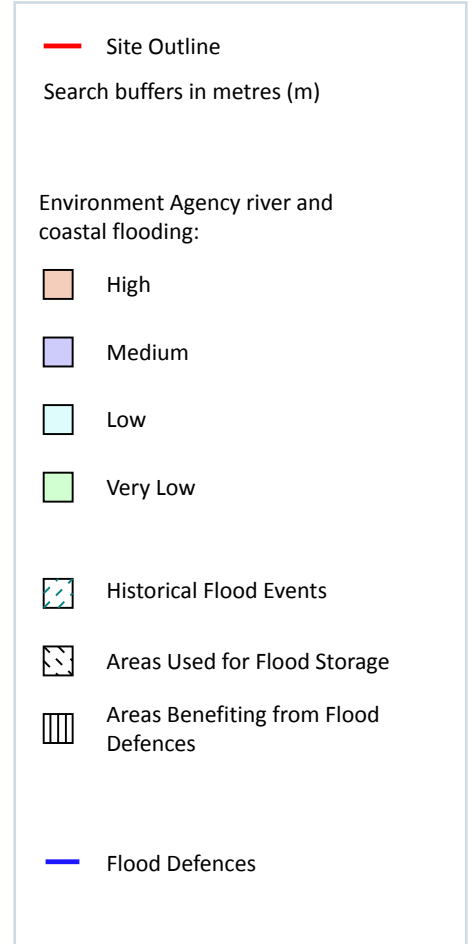 Site Outline
Search buffers in metres (m)
Environment Agency river and
coastal flooding:
High
Medium
Low
Very Low
Historical Flood Events
Areas Used for Flood Storage
Areas Benefiting from Flood
Defences
Flood Defences